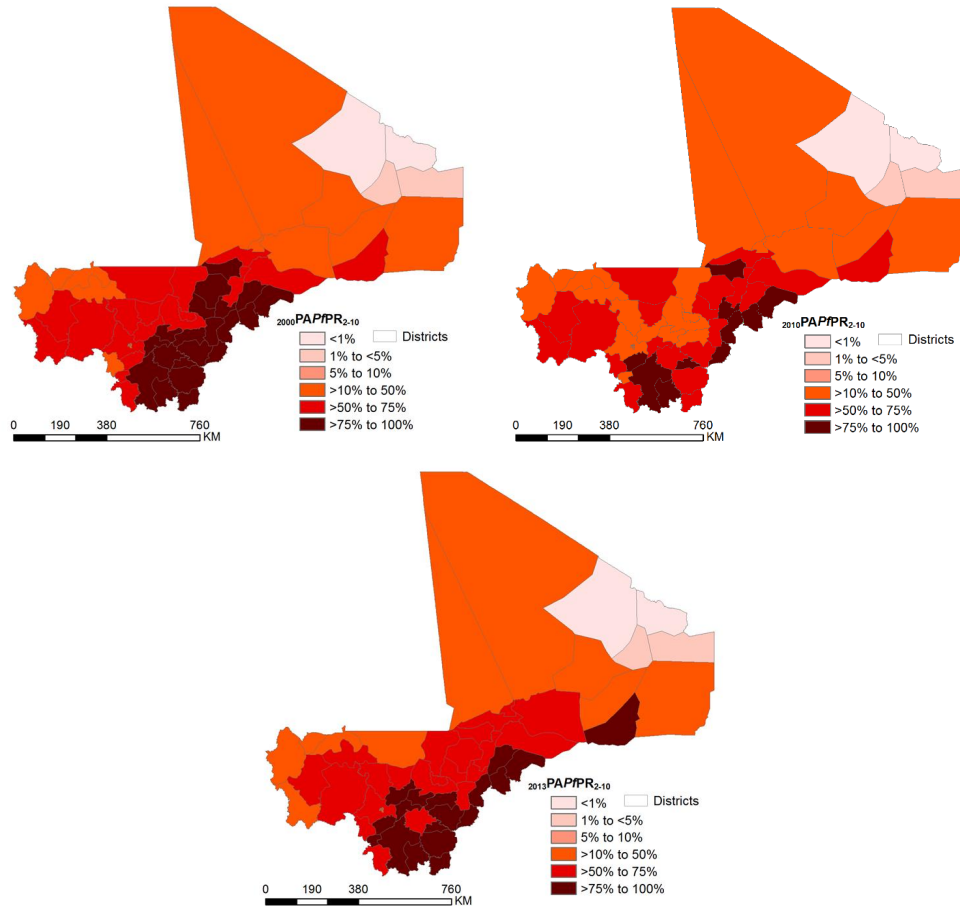 2000PAPfPR2-10
<1%
Districts
1% to <5%
5% to 10%
>10% to 50%
>50% to 75%
>75% to 100%
0 190 380 760
KM
2010PAPfPR2-10
<1%
Districts
1% to <5%
5% to 10%
>10% to 50%
>50% to 75%
>75% to 100%
0 190 380 760
KM
2013PAPfPR2-10
<1%
Districts
1% to <5%
5% to 10%
>10% to 50%
>50% to 75%
>75% to 100%
0 190 380 760
KM